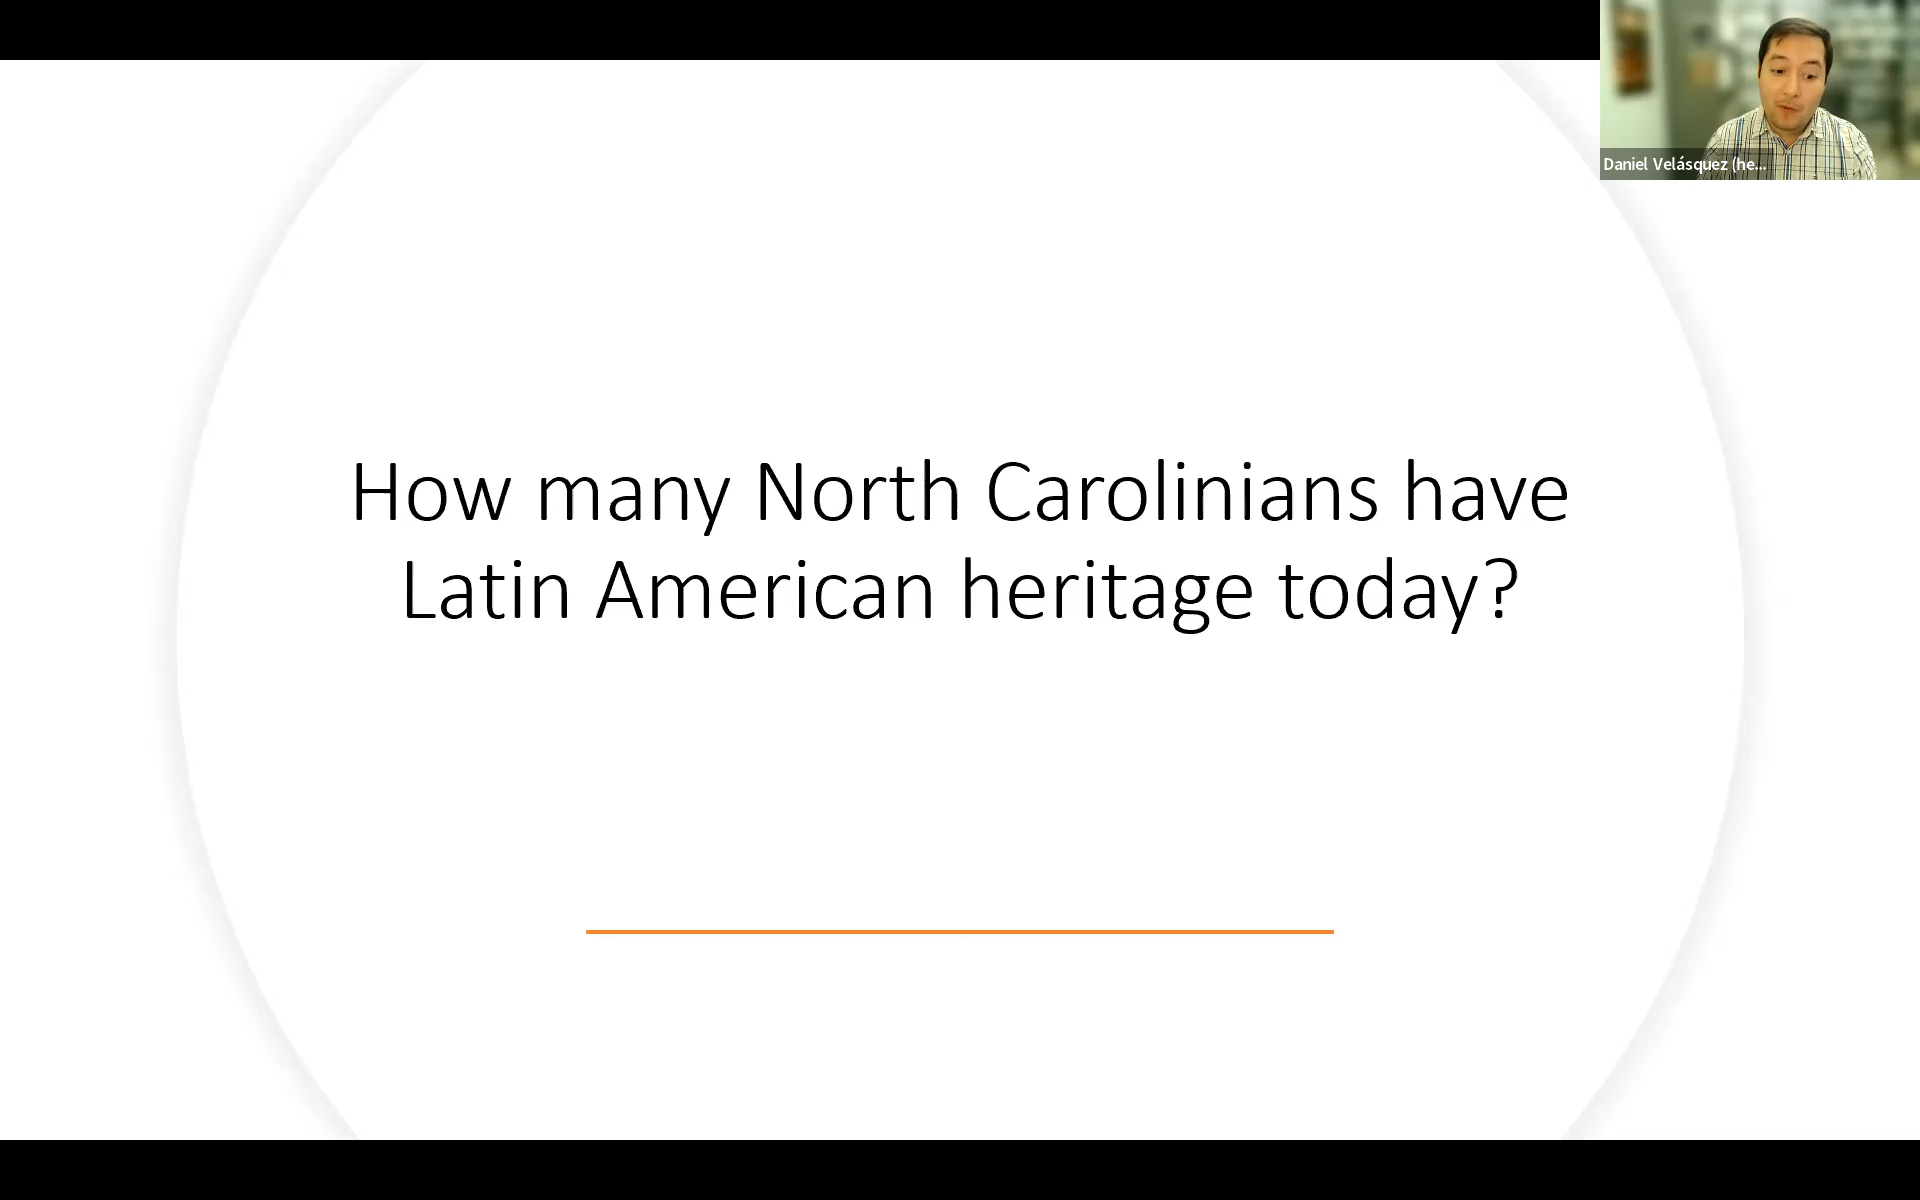 Daniel Velásquez (he...
How many North Carolinians have
Latin American heritage today?